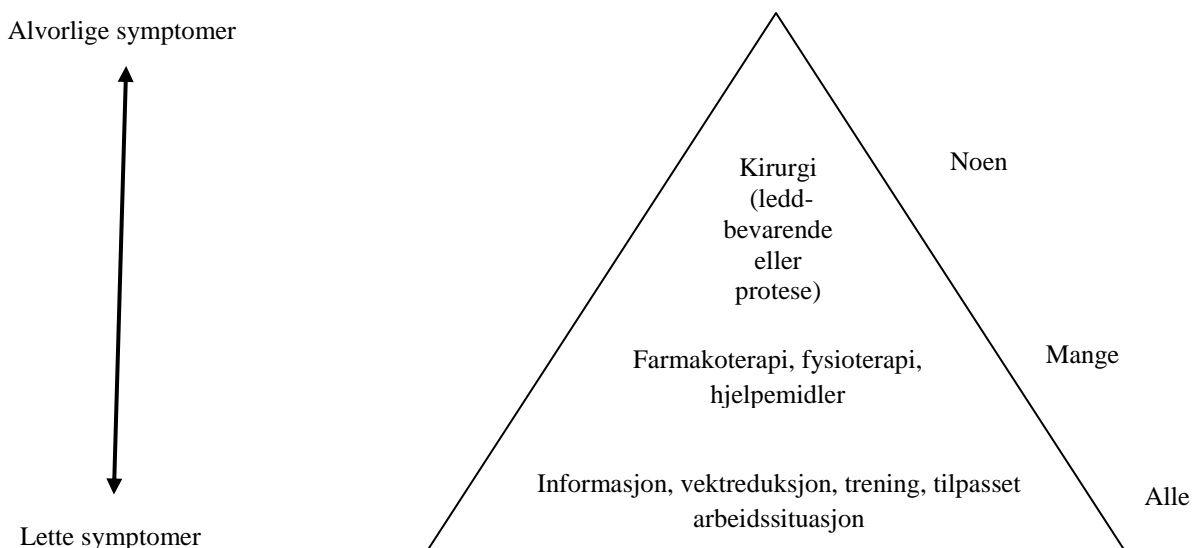 Alvorlige symptomer
Kirurgi
(ledd-
bevarende
eller
protese)
Noen
Farmakoterapi, fysioterapi,
hjelpemidler
Mange
Informasjon, vektreduksjon, trening, tilpasset
arbeidssituasjon
Alle
Lette symptomer